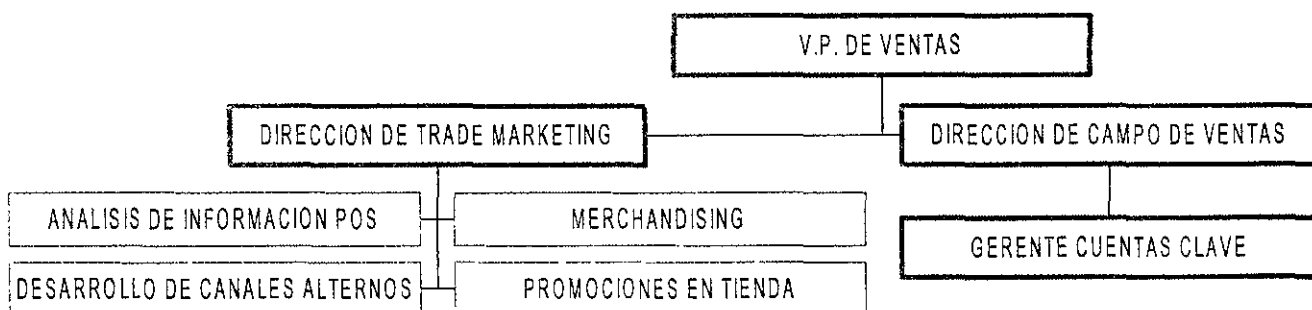 V.P. DE VENTAS
DIRECCION DE TRADE MARKETING
DIRECCION DE CAMPO DE VENTAS
ANALISIS DE INFORMACION POS
MERCHANDISING
GERENTE CUENTAS CLAVE
DESARROLLO DE CANALES ALTERNOS
PROMOCIONES EN TIENDA